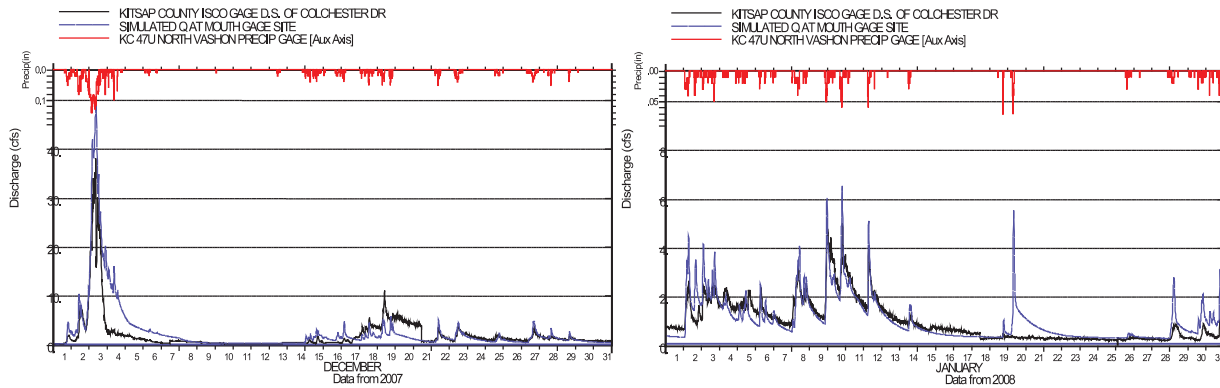 KITSAP COUNTY ISCO GAGE D.S. OF COLCHESTER DR
SIMULATED Q AT MOUTH GAGE SITE
KC 47U NORTH VASHON PRECIP GAGE [Aux Axis]
Precip(in)
0.0
0.1
Discharge (cfs)
40.
30.
20.
10.
0.
1 2 3 4 5 6 7 8 9 10 11 12 13 14 15 16 17 18 19 20 21 22 23 24 25 26 27 28 29 30 31
DECEMBER
Data from 2007
KITSAP COUNTY ISCO GAGE D.S. OF COLCHESTER DR
SIMULATED Q AT MOUTH GAGE SITE
KC 47U NORTH VASHON PRECIP GAGE [Aux Axis]
Precip(in)
.00
.05
Discharge (cfs)
8.
6.
4.
2.
0.
1 2 3 4 5 6 7 8 9 10 11 12 13 14 15 16 17 18 19 20 21 22 23 24 25 26 28 29 30 31
JANUARY
Data from 2008